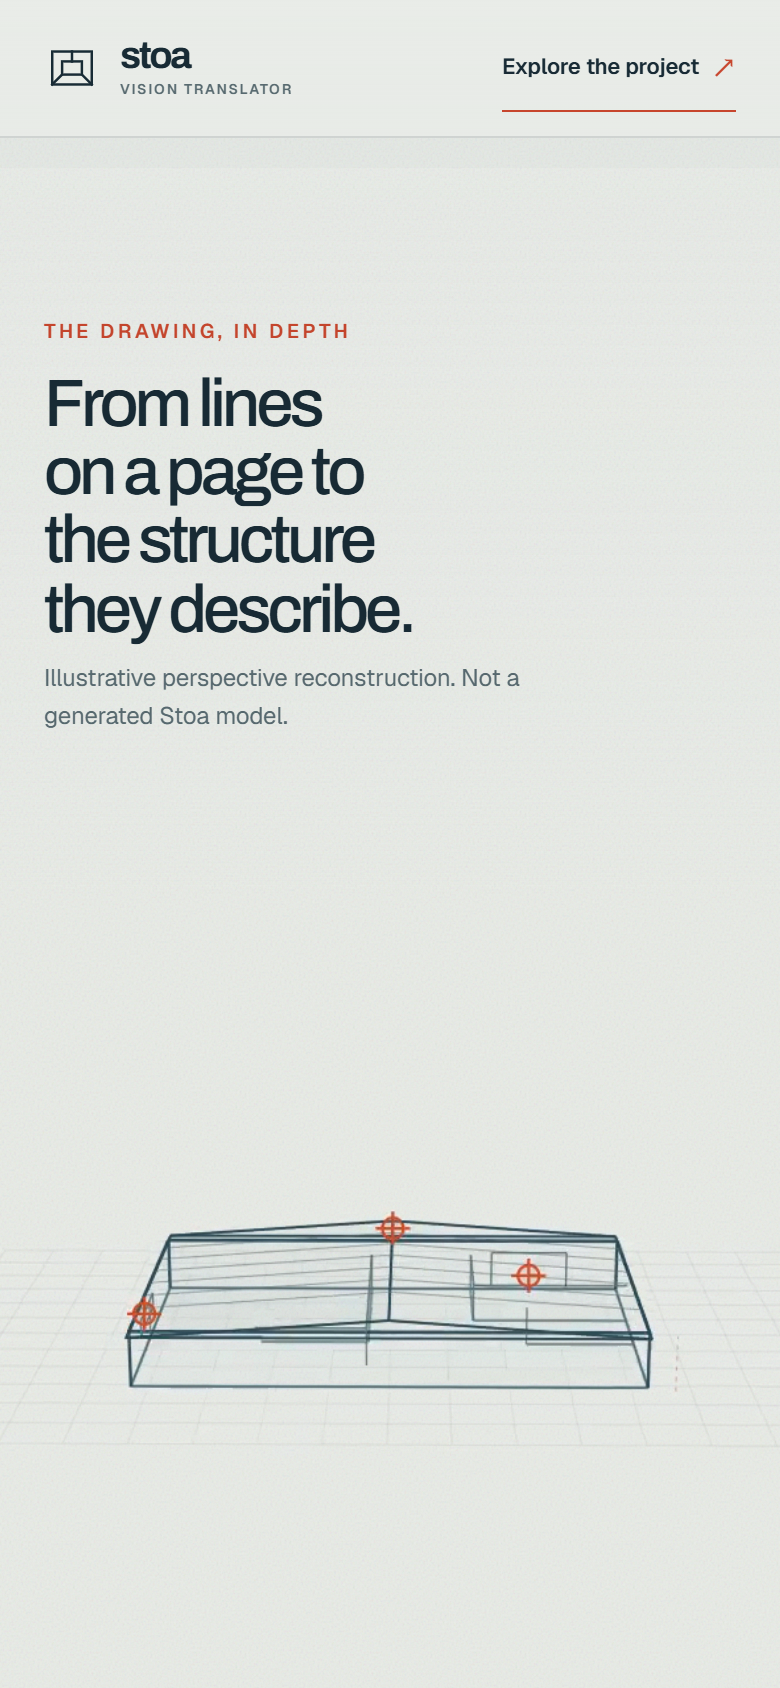 stoa
VISION TRANSLATOR
Explore the project ↗
THE DRAWING, IN DEPTH
From lines
on a page to
the structure
they describe.
Illustrative perspective reconstruction. Not a
generated Stoa model.